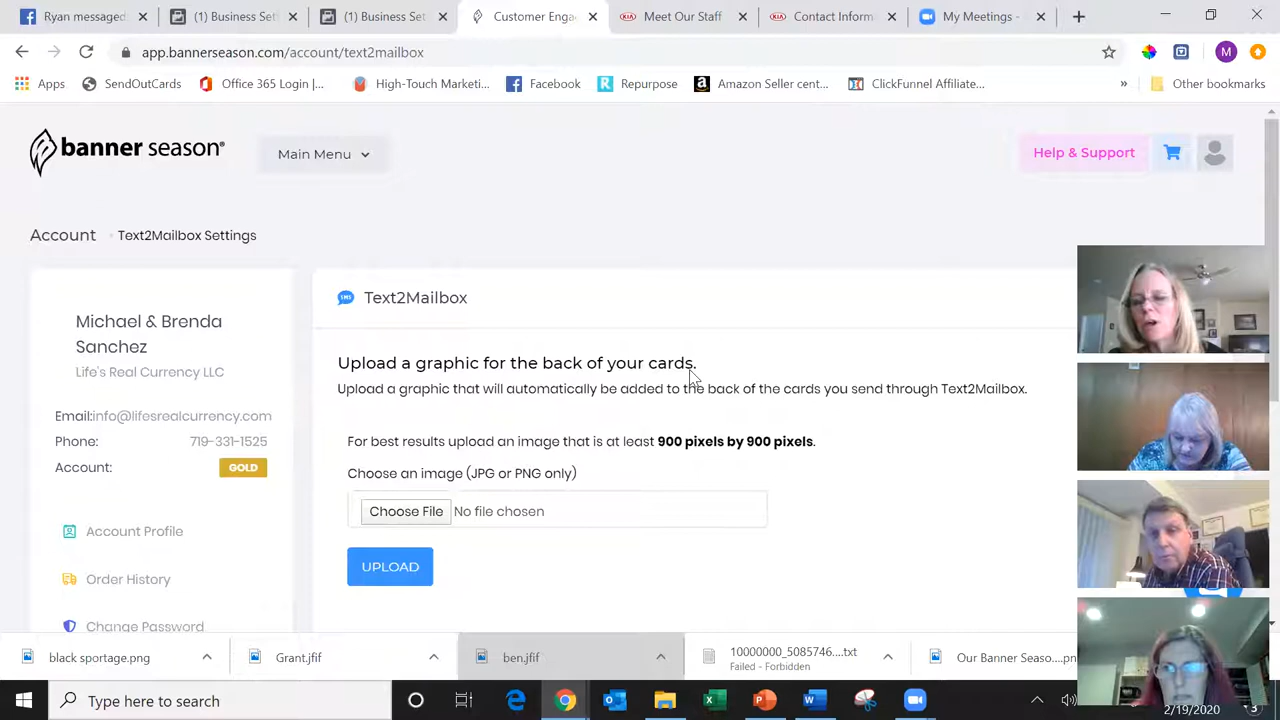 Ryan messaged
(1) Business Set
(1) Business Set
Customer Enga
KIA Meet Our Staff
KIA Contact Inform
My Meetings -
app.bannerseason.com/account/text2mailbox
M
Apps
SendOutCards
Office 365 Login |...
High-Touch Marketi...
Facebook
Repurpose
Amazon Seller cent...
ClickFunnel Affiliate...
»
Other bookmarks
banner season®
Main Menu
Help & Support
Account
Text2Mailbox Settings
Michael & Brenda
Sanchez
Life's Real Currency LLC
Email:info@lifesrealcurrency.com
Phone: 719-331-1525
Account: GOLD
Account Profile
Order History
Change Password
SMS Text2Mailbox
Upload a graphic for the back of your cards.
Upload a graphic that will automatically be added to the back of the cards you send through Text2Mailbox.
For best results upload an image that is at least 900 pixels by 900 pixels.
Choose an image (JPG or PNG only)
Choose File No file chosen
UPLOAD
black sportage.png
Grant.jfif
ben.jfif
10000000_5085746....txt
Failed - Forbidden
Our Banner Seaso....pn
Type here to search
2/19/2020
3